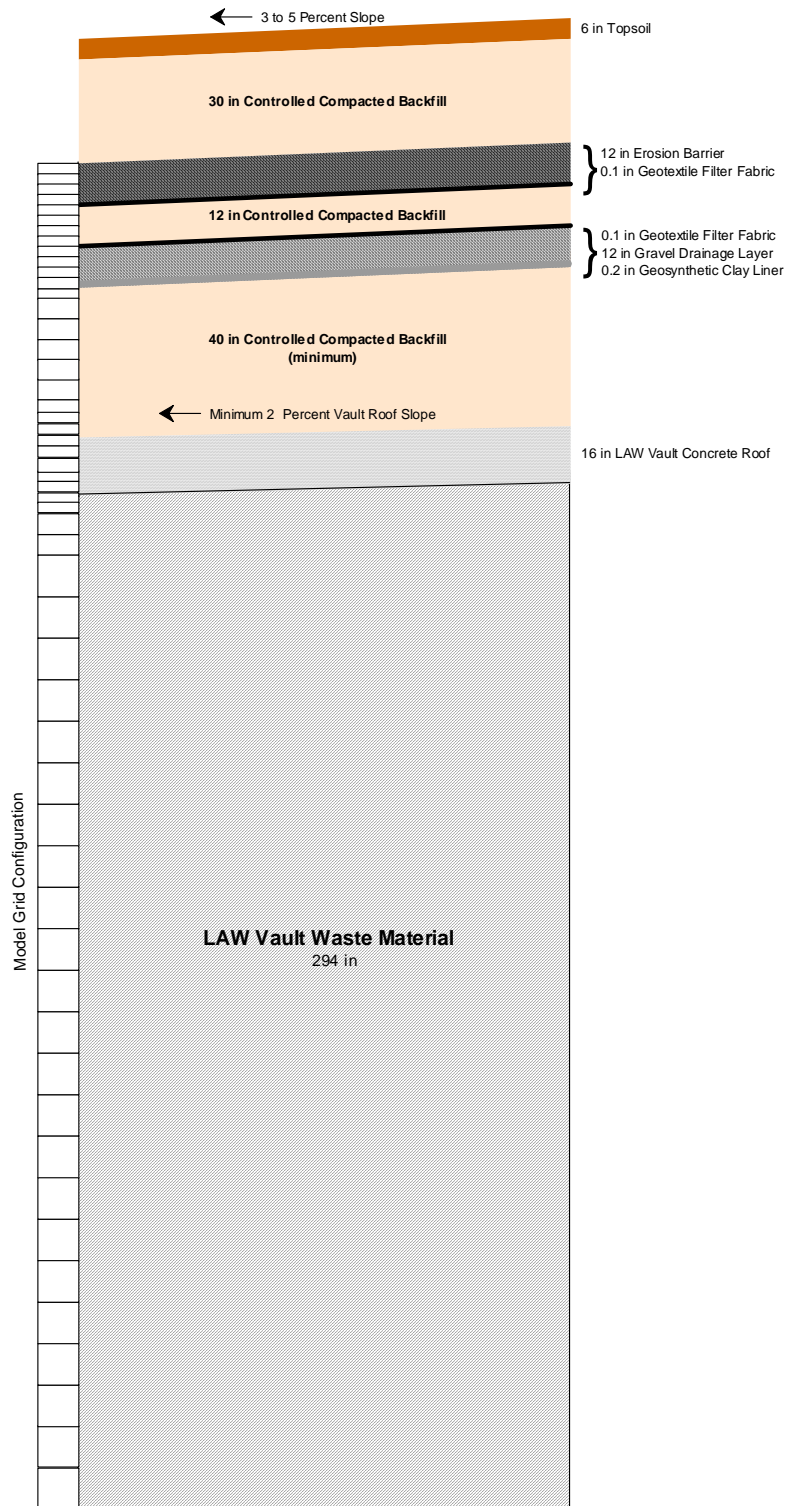 3 to 5 Percent Slope
6 in Topsoil
30 in Controlled Compacted Backfill
12 in Erosion Barrier
0.1 in Geotextile Filter Fabric
12 in Controlled Compacted Backfill
0.1 in Geotextile Filter Fabric
12 in Gravel Drainage Layer
0.2 in Geosynthetic Clay Liner
40 in Controlled Compacted Backfill
(minimum)
Minimum 2 Percent Vault Roof Slope
16 in LAW Vault Concrete Roof
Model Grid Configuration
LAW Vault Waste Material
294 in